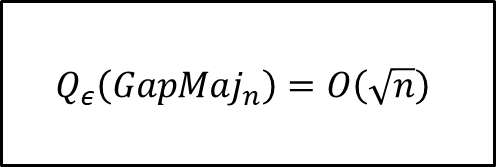 Q_ϵ(GapMaj_n) = O(√n)